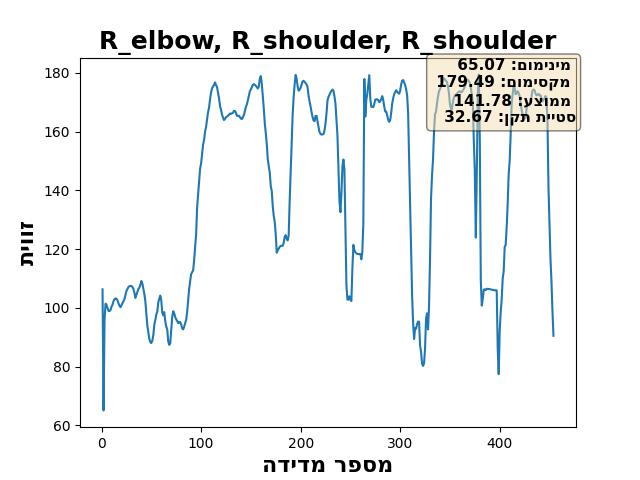 R_elbow, R_shoulder, R_shoulder
מינימום: 65.07
מקסימום: 179.49
ממוצע: 141.78
סטיית תקן: 32.67
180
160
140
120
100
80
60
זווית
0 100 200 300 400
מספר מדידה